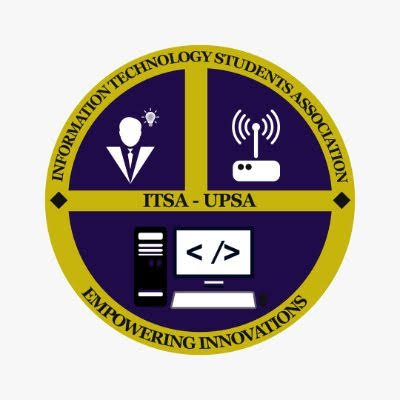 INFORMATION TECHNOLOGY STUDENTS ASSOCIATION
ITSA - UPSA
< />
EMPOWERING INNOVATIONS